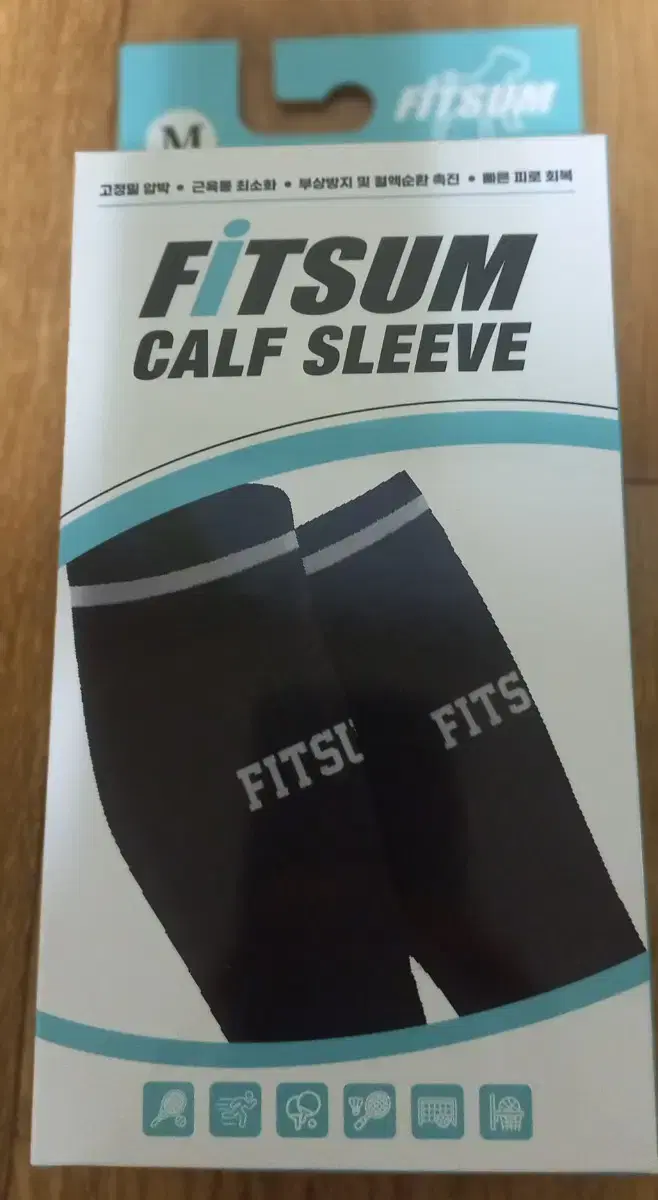 FITSUM
M
고정밀 압박 • 근육통 최소화 • 부상방지 및 혈액순환 촉진 • 빠른 피로 회복
FiTSUM
CALF SLEEVE
FITSU
FITS